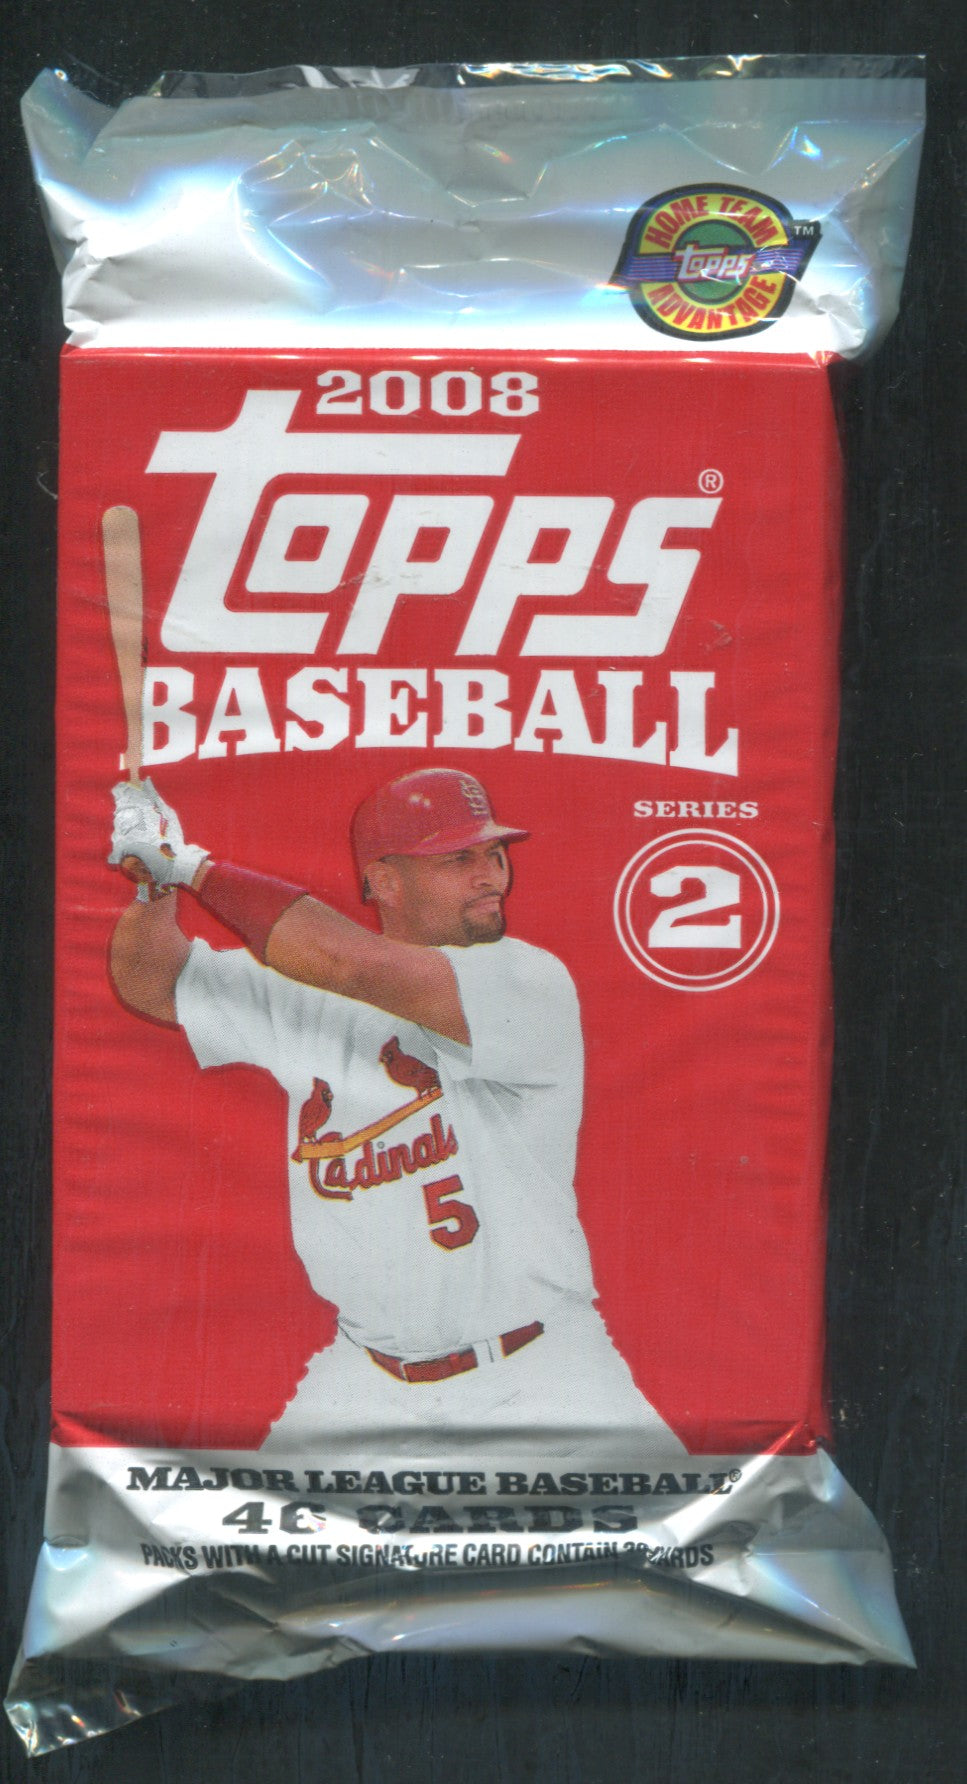 HOME TEAM
TOPPS
ADVANTAGE
TM
2008
TOPPS®
BASEBALL
SERIES
2
Cardinals
5
MAJOR LEAGUE BASEBALL®
CARDS
PACKS WITH A CUT SIGNATURE CARD CONTAIN